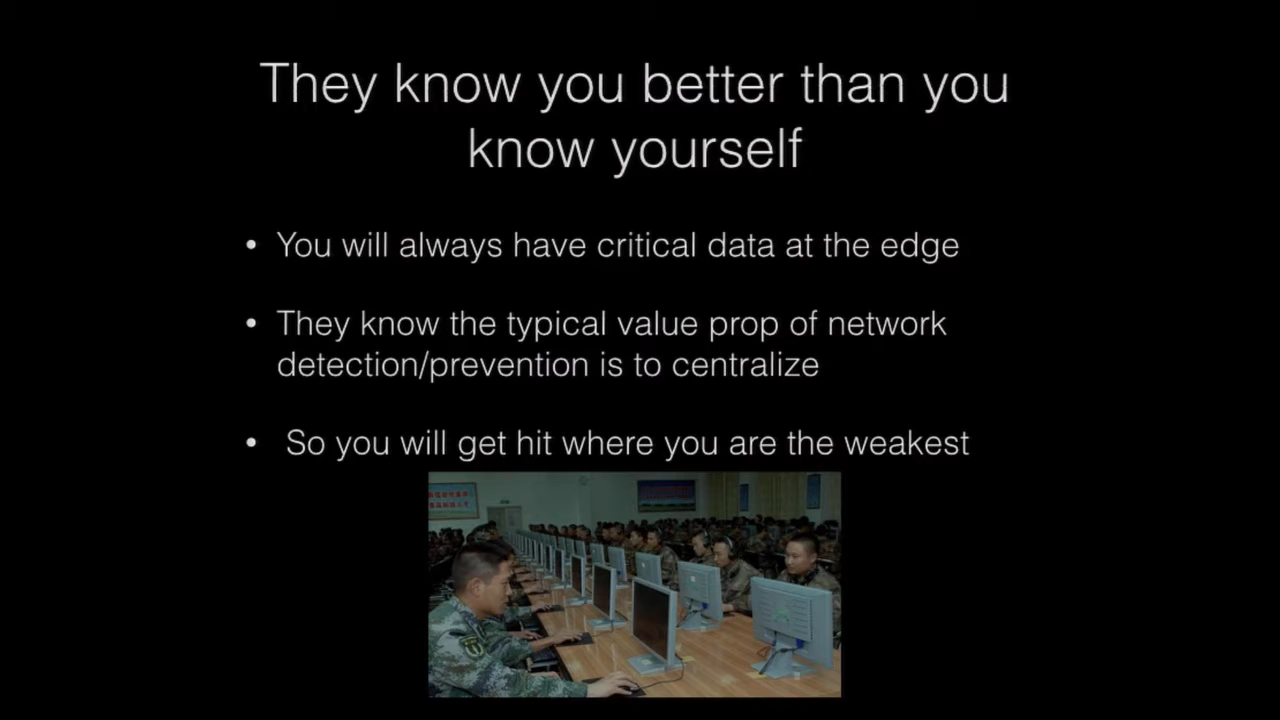 They know you better than you
know yourself
• You will always have critical data at the edge
• They know the typical value prop of network
detection/prevention is to centralize
• So you will get hit where you are the weakest